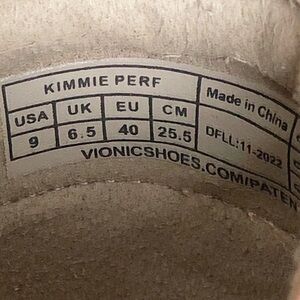 KIMMIE PERF
USA UK EU CM
9 6.5 40 25.5
Made in China
DFLL:11-2022
VIONICSHOES.COM/PATEN